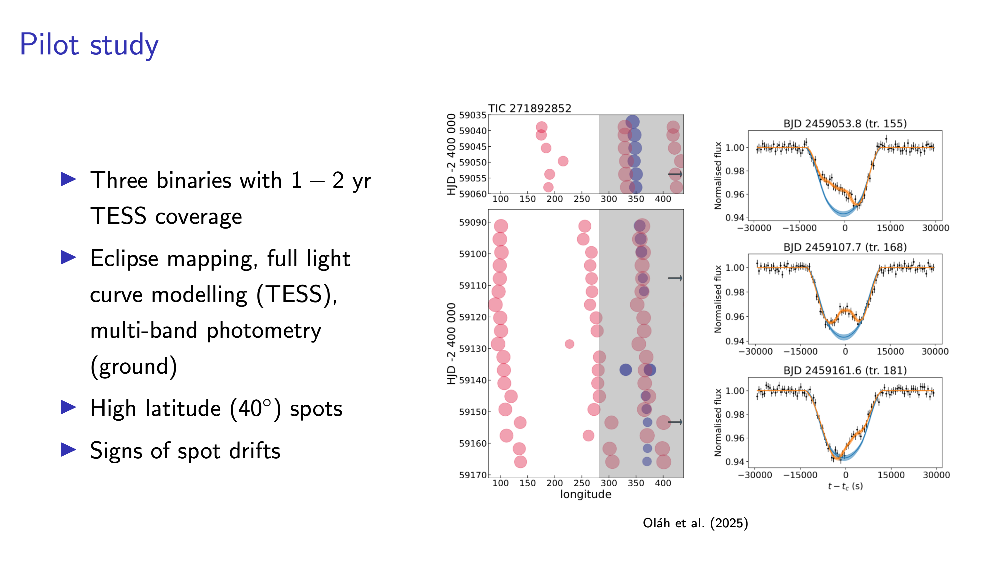 Pilot study
▶ Three binaries with 1 – 2 yr
TESS coverage
▶ Eclipse mapping, full light
curve modelling (TESS),
multi-band photometry
(ground)
▶ High latitude (40°) spots
▶ Signs of spot drifts
TIC 271892852
HJD -2 400 000
59035
59040
59045
59050
59055
59060
100 150 200 250 300 350 400
HJD -2 400 000
59090
59100
59110
59120
59130
59140
59150
59160
59170
100 150 200 250 300 350 400
longitude
BJD 2459053.8 (tr. 155)
Normalised flux
1.00
0.98
0.96
0.94
−30000 −15000 0 15000 30000
BJD 2459107.7 (tr. 168)
Normalised flux
1.00
0.98
0.96
0.94
−30000 −15000 0 15000 30000
BJD 2459161.6 (tr. 181)
Normalised flux
1.00
0.98
0.96
0.94
−30000 −15000 0 15000 30000
t − tc (s)
Oláh et al. (2025)